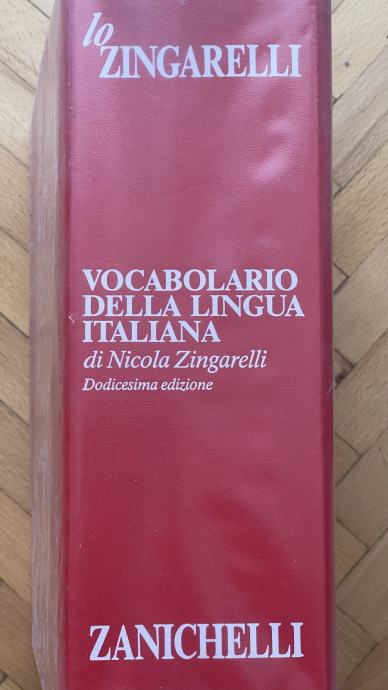 lo
ZINGARELLI
VOCABOLARIO
DELLA LINGUA
ITALIANA
di Nicola Zingarelli
Dodicesima edizione
ZANICHELLI